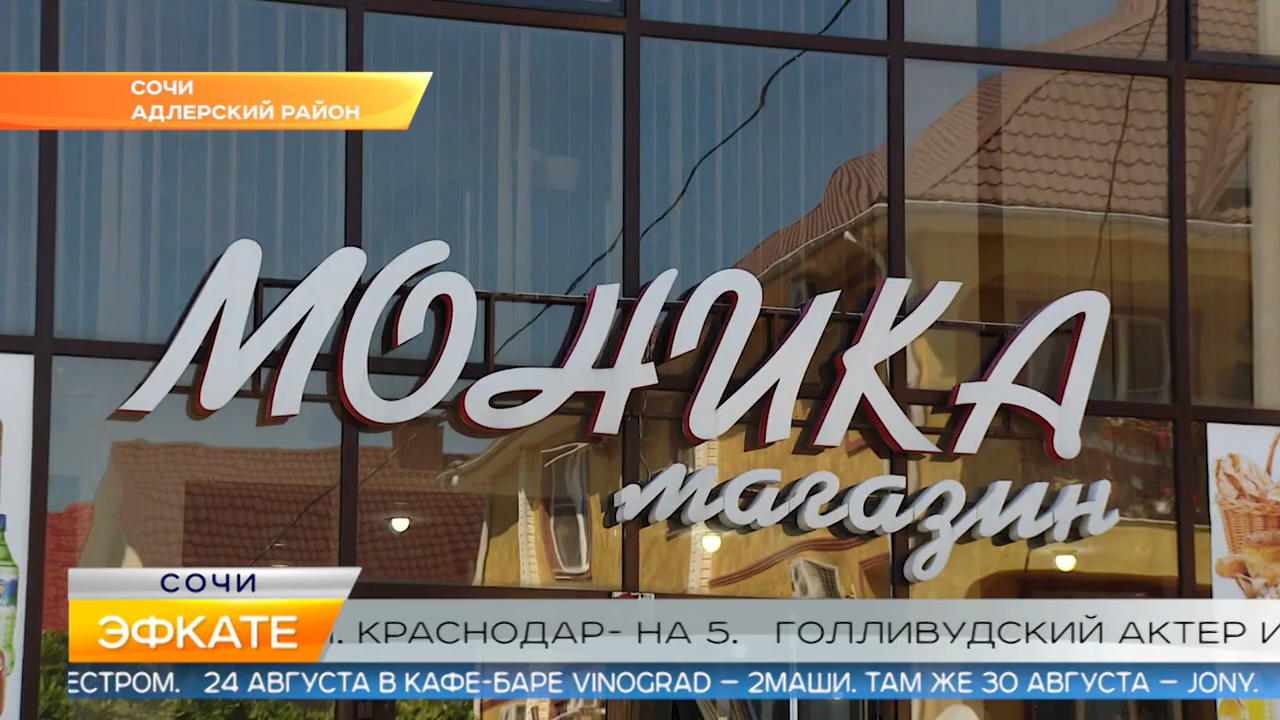 СОЧИ
АДЛЕРСКИЙ РАЙОН
МОНИКА
магазин
СОЧИ
ЭФКАТЕ
КРАСНОДАР- НА 5. ГОЛЛИВУДСКИЙ АКТЕР И
ЕСТРОМ. 24 АВГУСТА В КАФЕ-БАРЕ VINOGRAD – 2МАШИ. ТАМ ЖЕ 30 АВГУСТА – JONY.